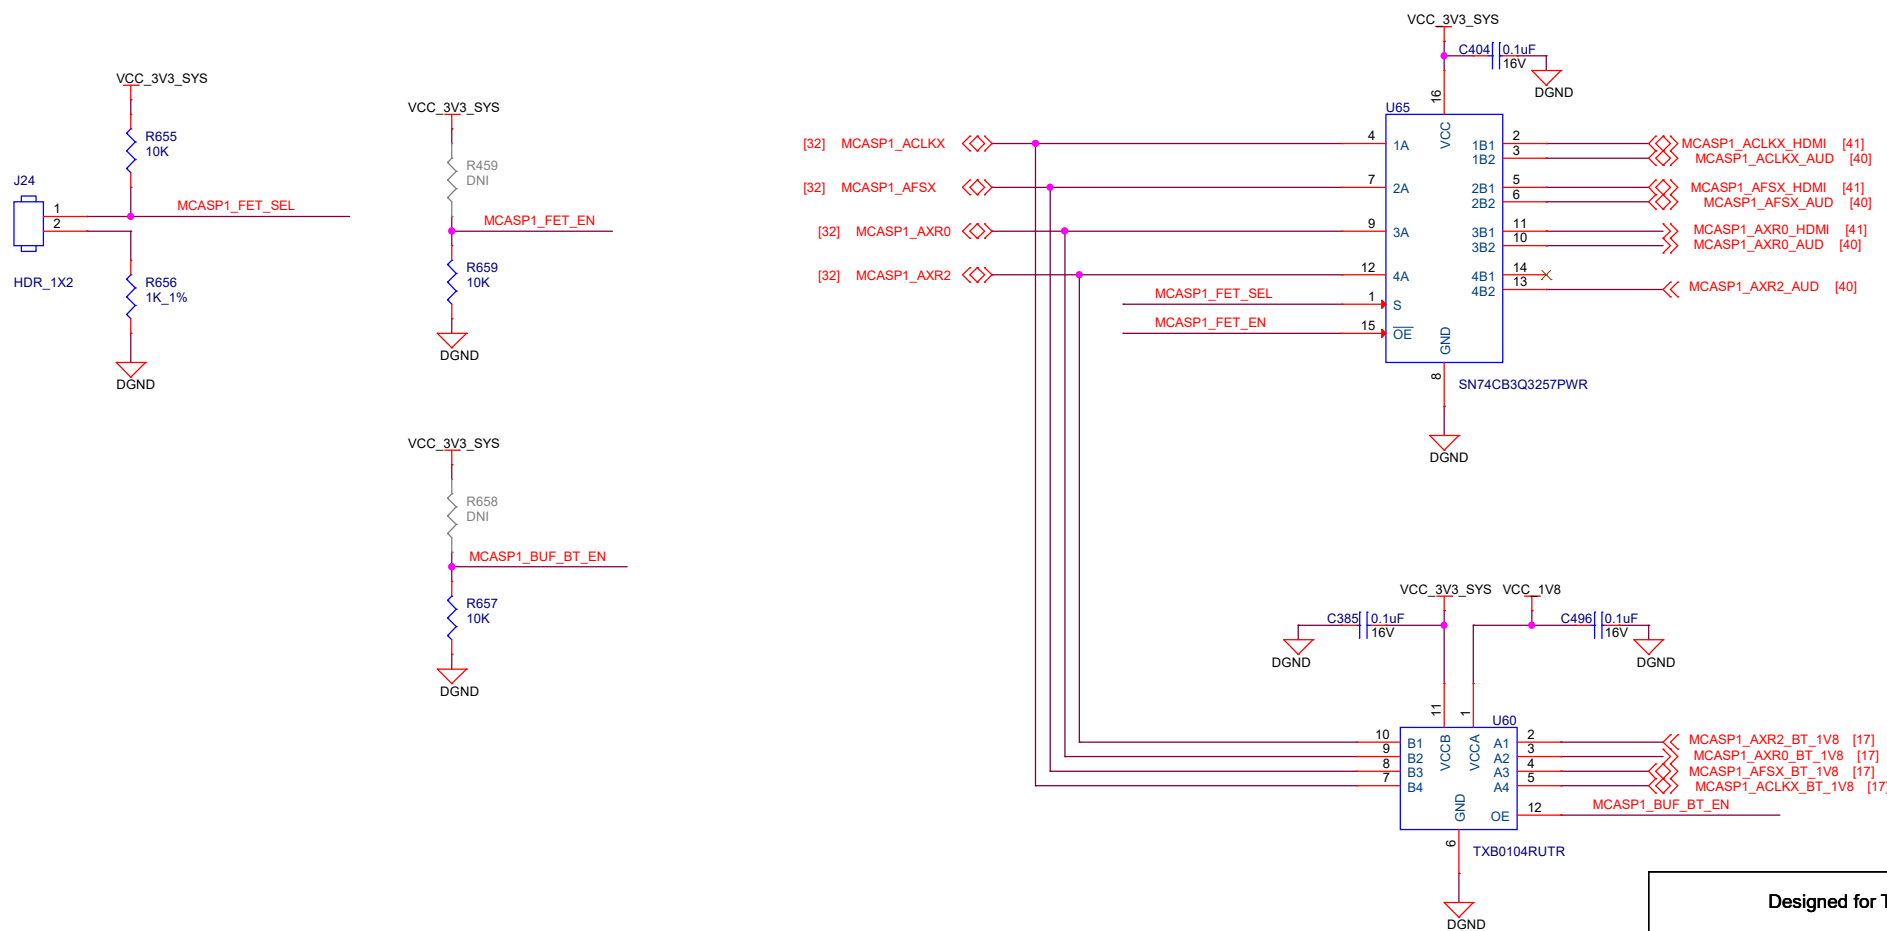 VCC_3V3_SYS
R655
10K
J24
1
2
MCASP1_FET_SEL
HDR_1X2
R656
1K_1%
DGND
VCC_3V3_SYS
R459
DNI
MCASP1_FET_EN
R659
10K
DGND
VCC_3V3_SYS
R658
DNI
MCASP1_BUF_BT_EN
R657
10K
DGND
VCC_3V3_SYS
C404 0.1uF
16V
DGND
16
U65
VCC
[32] MCASP1_ACLKX 4 1A 1B1 2 MCASP1_ACLKX_HDMI [41]
1B2 3 MCASP1_ACLKX_AUD [40]
[32] MCASP1_AFSX 7 2A 2B1 5 MCASP1_AFSX_HDMI [41]
2B2 6 MCASP1_AFSX_AUD [40]
[32] MCASP1_AXR0 9 3A 3B1 11 MCASP1_AXR0_HDMI [41]
3B2 10 MCASP1_AXR0_AUD [40]
[32] MCASP1_AXR2 12 4A 4B1 14
4B2 13 MCASP1_AXR2_AUD [40]
MCASP1_FET_SEL 1 S
MCASP1_FET_EN 15 OE
GND
8
SN74CB3Q3257PWR
DGND
VCC_3V3_SYS VCC_1V8
C385 0.1uF
16V
DGND
C496 0.1uF
16V
DGND
11 1
U60
VCCB VCCA
10 B1 A1 2 MCASP1_AXR2_BT_1V8 [17]
9 B2 A2 3 MCASP1_AXR0_BT_1V8 [17]
8 B3 A3 4 MCASP1_AFSX_BT_1V8 [17]
7 B4 A4 5 MCASP1_ACLKX_BT_1V8 [17
GND OE 12 MCASP1_BUF_BT_EN
6
TXB0104RUTR
DGND
Designed for T